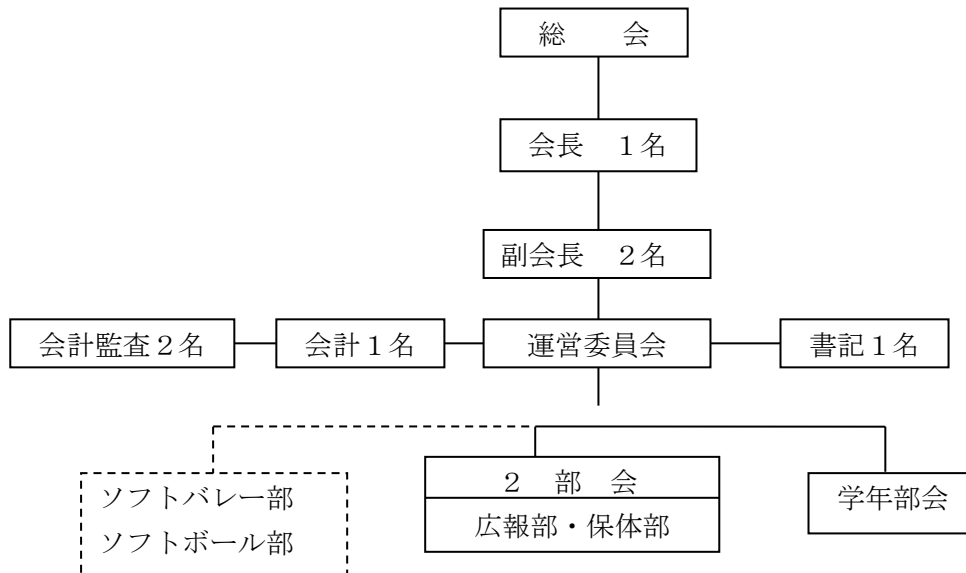 総　　会
会長　１名
副会長　２名
会計監査２名
会計１名
運営委員会
書記１名
ソフトバレー部
ソフトボール部
２　部　会
広報部・保体部
学年部会